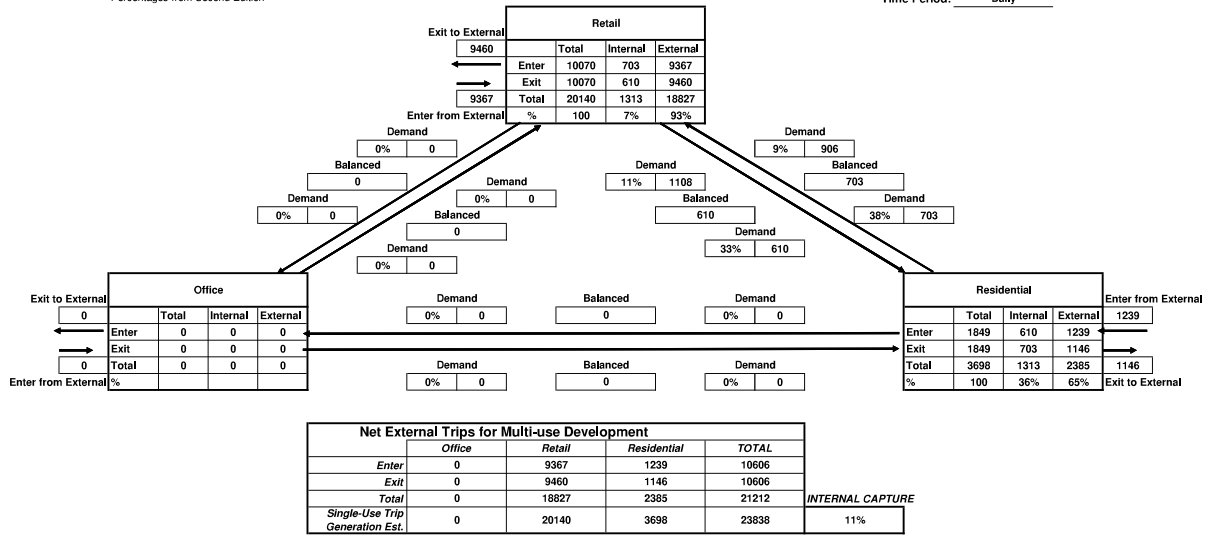 Percentages from Second Edition
Time Period: Daily
Retail
Exit to External
9460 Total Internal External
Enter 10070 703 9367
Exit 10070 610 9460
9367 Total 20140 1313 18827
Enter from External % 100 7% 93%
Demand Demand
0% 0 9% 906
Balanced Demand Balanced
0 11% 1108 703
Demand Demand Balanced Demand
0% 0 0% 0 610 38% 703
Balanced Demand
0 33% 610
Demand
0% 0
Office Residential
Exit to External Demand Balanced Demand Enter from External
0 Total Internal External 0% 0 0 0% 0 Total Internal External 1239
Enter 0 0 0 Enter 1849 610 1239
Exit 0 0 0 Exit 1849 703 1146
0 Total 0 0 0 Demand Balanced Demand Total 3698 1313 2385 1146
Enter from External % 0% 0 0 0% 0 % 100 36% 65% Exit to External
Net External Trips for Multi-use Development
Office Retail Residential TOTAL
Enter 0 9367 1239 10606
Exit 0 9460 1146 10606
Total 0 18827 2385 21212 INTERNAL CAPTURE
Single-Use Trip
Generation Est. 0 20140 3698 23838 11%